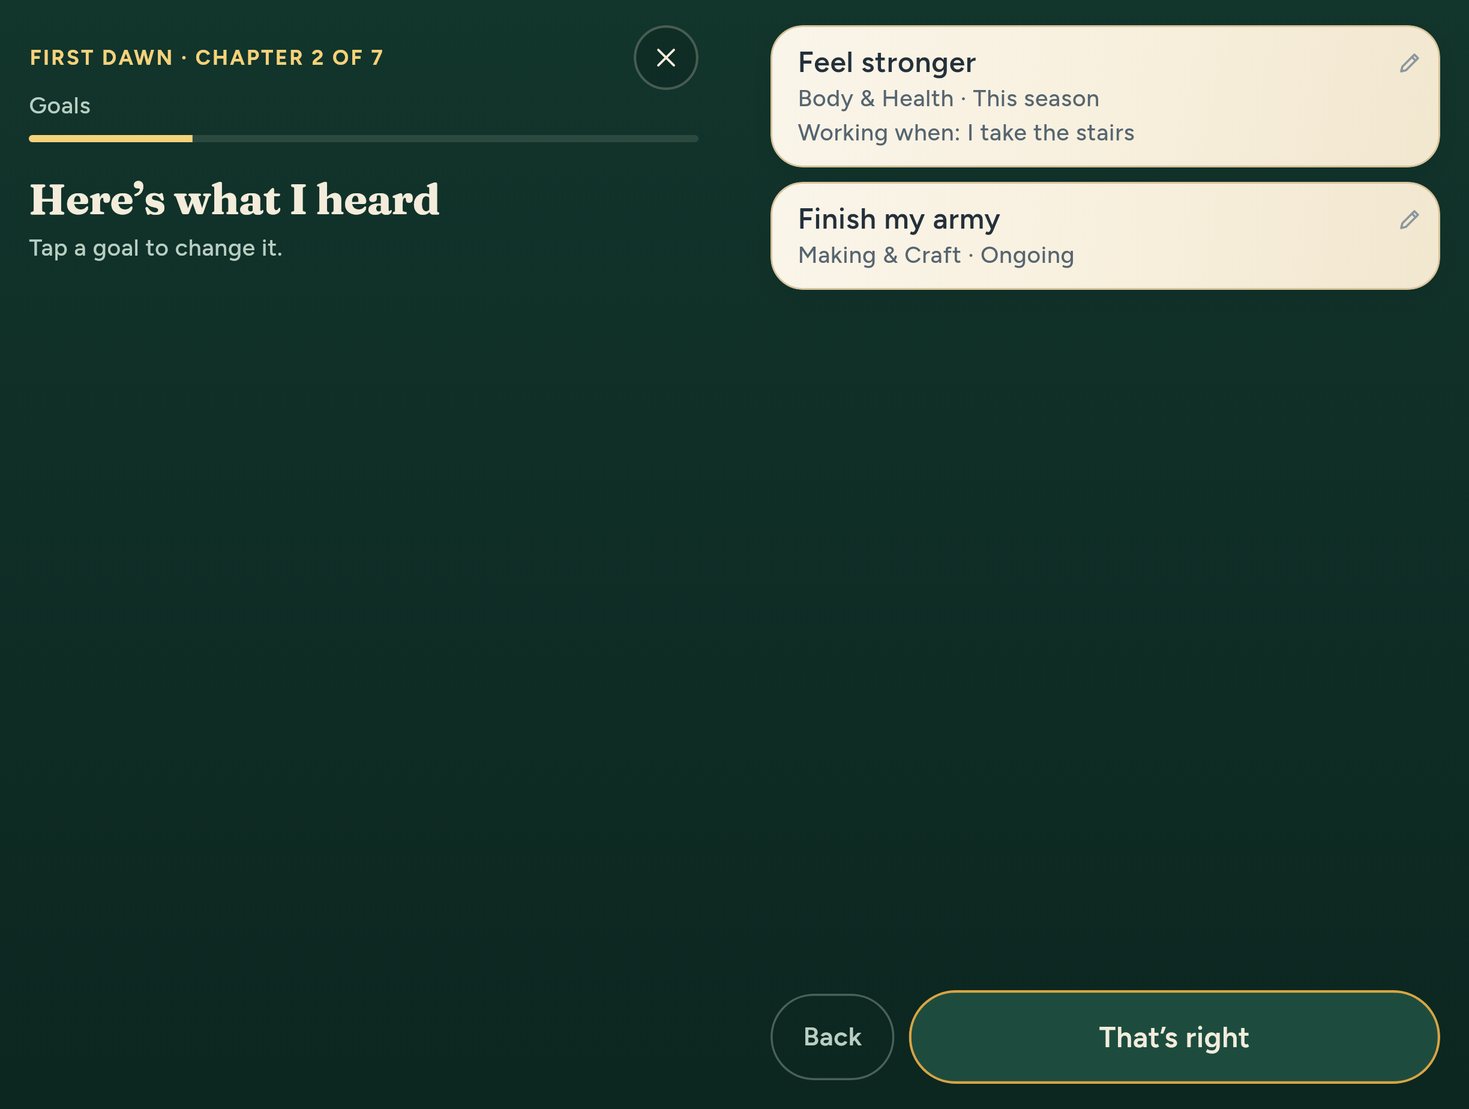 FIRST DAWN · CHAPTER 2 OF 7
Goals
Here’s what I heard
Tap a goal to change it.
Feel stronger
Body & Health · This season
Working when: I take the stairs
Finish my army
Making & Craft · Ongoing
Back
That’s right